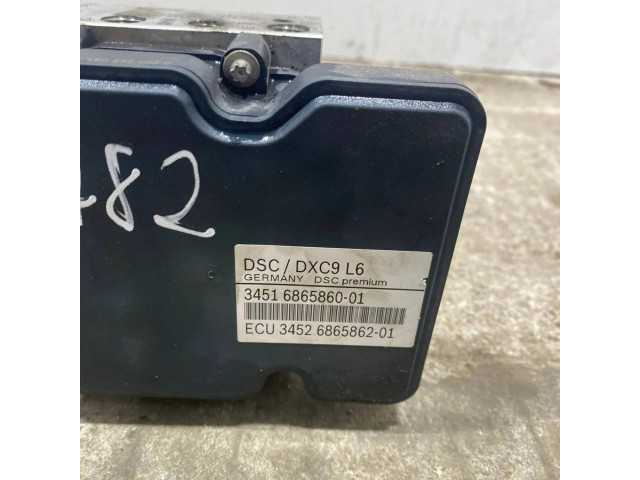 482
DSC / DXC9 L6
GERMANY DSC premium
3451 6865860-01
ECU 3452 6865862-01